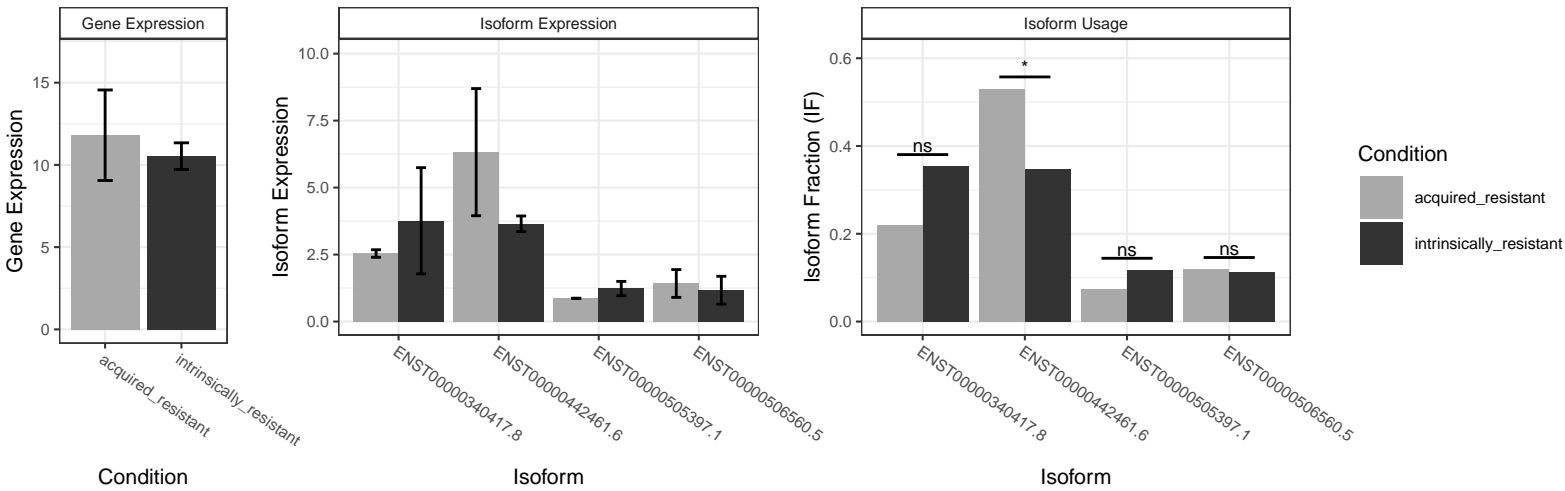 Gene Expression
Gene Expression
15
10
5
0
acquired_resistant
intrinsically_resistant
Condition
Isoform Expression
Isoform Expression
10.0
7.5
5.0
2.5
0.0
ENST00000340417.8
ENST00000442461.6
ENST00000505397.1
ENST00000506560.5
Isoform
Isoform Usage
Isoform Fraction (IF)
0.6
0.4
0.2
0.0
ns
*
ns
ns
ENST00000340417.8
ENST00000442461.6
ENST00000505397.1
ENST00000506560.5
Isoform
Condition
acquired_resistant
intrinsically_resistant